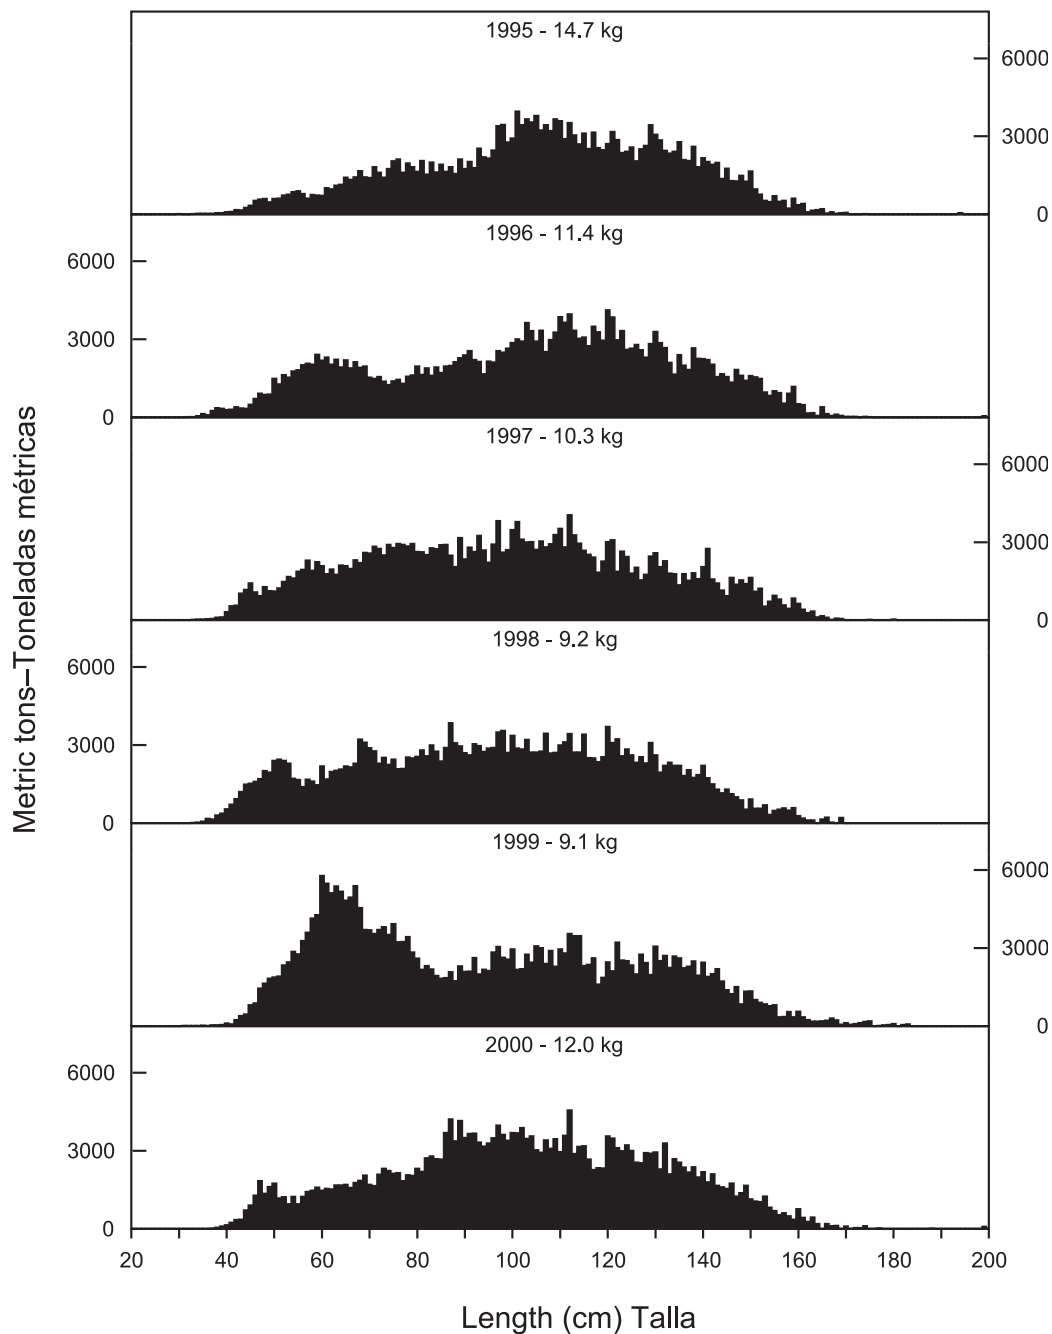 1995 - 14.7 kg
6000
3000
0
1996 - 11.4 kg
6000
3000
0
1997 - 10.3 kg
6000
3000
0
1998 - 9.2 kg
6000
3000
0
1999 - 9.1 kg
6000
3000
0
2000 - 12.0 kg
6000
3000
0
20 40 60 80 100 120 140 160 180 200
Length (cm) Talla
Metric tons–Toneladas métricas